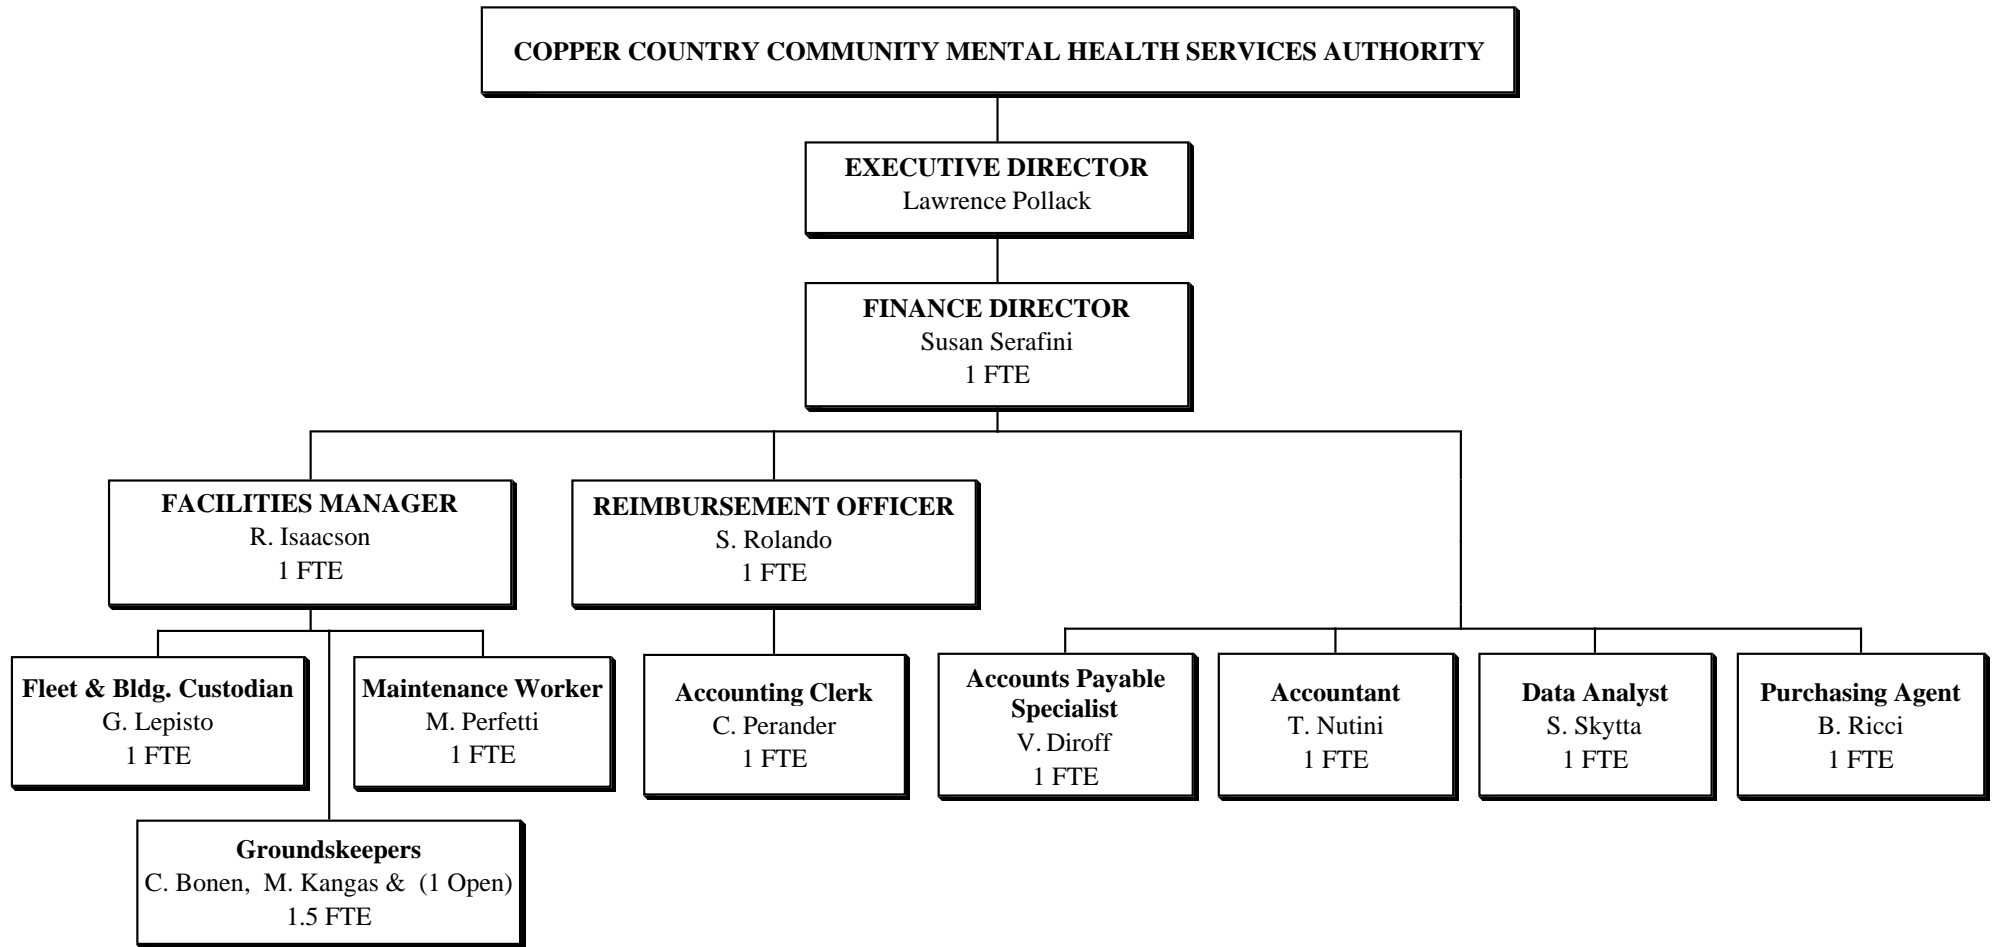 COPPER COUNTRY COMMUNITY MENTAL HEALTH SERVICES AUTHORITY
EXECUTIVE DIRECTOR
Lawrence Pollack
FINANCE DIRECTOR
Susan Serafini
1 FTE
FACILITIES MANAGER
R. Isaacson
1 FTE
REIMBURSEMENT OFFICER
S. Rolando
1 FTE
Fleet & Bldg. Custodian
G. Lepisto
1 FTE
Maintenance Worker
M. Perfetti
1 FTE
Accounting Clerk
C. Perander
1 FTE
Accounts Payable
Specialist
V. Diroff
1 FTE
Accountant
T. Nutini
1 FTE
Data Analyst
S. Skytta
1 FTE
Purchasing Agent
B. Ricci
1 FTE
Groundskeepers
C. Bonen,  M. Kangas &  (1 Open)
1.5 FTE